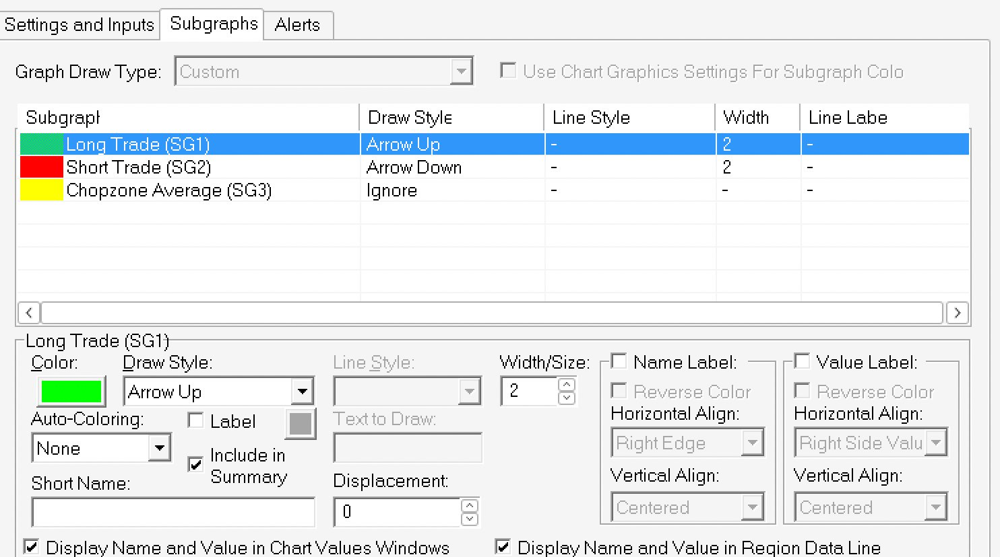 Settings and Inputs Subgraphs Alerts
Graph Draw Type: Custom Use Chart Graphics Settings For Subgraph Colo
Subgraph Draw Style Line Style Width Line Labe
Long Trade (SG1) Arrow Up - 2 -
Short Trade (SG2) Arrow Down - 2 -
Chopzone Average (SG3) Ignore - - -
Long Trade (SG1)
Color: Draw Style: Line Style: Width/Size: Name Label: Value Label:
Arrow Up 2 Reverse Color Reverse Color
Auto-Coloring: Label Text to Draw: Horizontal Align: Horizontal Align:
None Include in Summary Right Edge Right Side Valu
Short Name: Displacement: Vertical Align: Vertical Align:
0 Centered Centered
Display Name and Value in Chart Values Windows Display Name and Value in Region Data Line